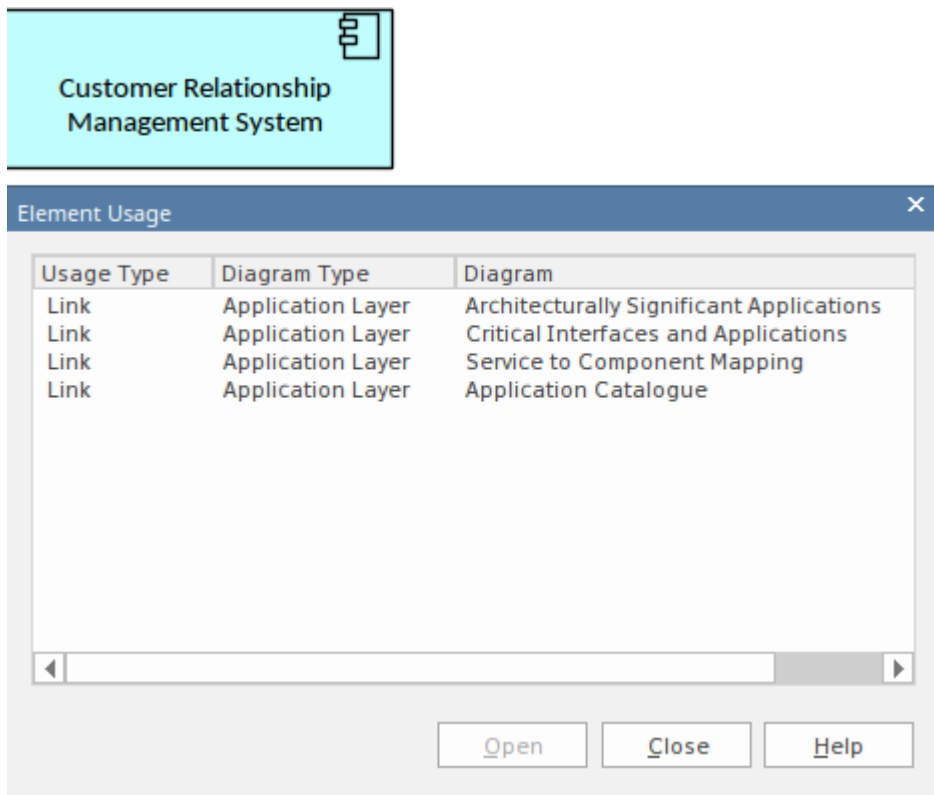 Customer Relationship
Management System
Element Usage
Usage Type Diagram Type Diagram
Link Application Layer Architecturally Significant Applications
Link Application Layer Critical Interfaces and Applications
Link Application Layer Service to Component Mapping
Link Application Layer Application Catalogue
Open Close Help